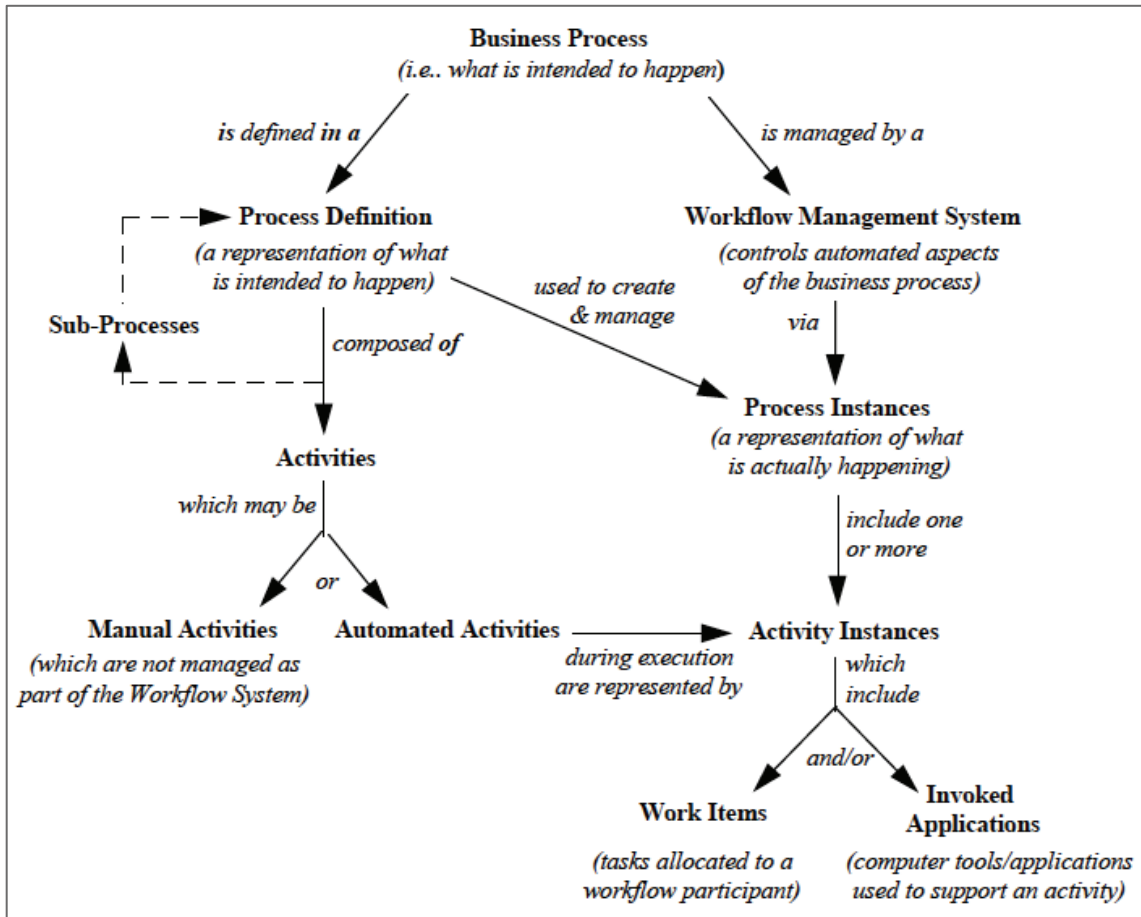 Business Process
(i.e.. what is intended to happen)
is defined in a
is managed by a
Process Definition
(a representation of what
is intended to happen)
Workflow Management System
(controls automated aspects
of the business process)
used to create
& manage
via
Sub-Processes
composed of
Process Instances
(a representation of what
is actually happening)
Activities
which may be
include one
or more
or
Manual Activities
(which are not managed as
part of the Workflow System)
Automated Activities
during execution
are represented by
Activity Instances
which
include
and/or
Work Items
(tasks allocated to a
workflow participant)
Invoked
Applications
(computer tools/applications
used to support an activity)